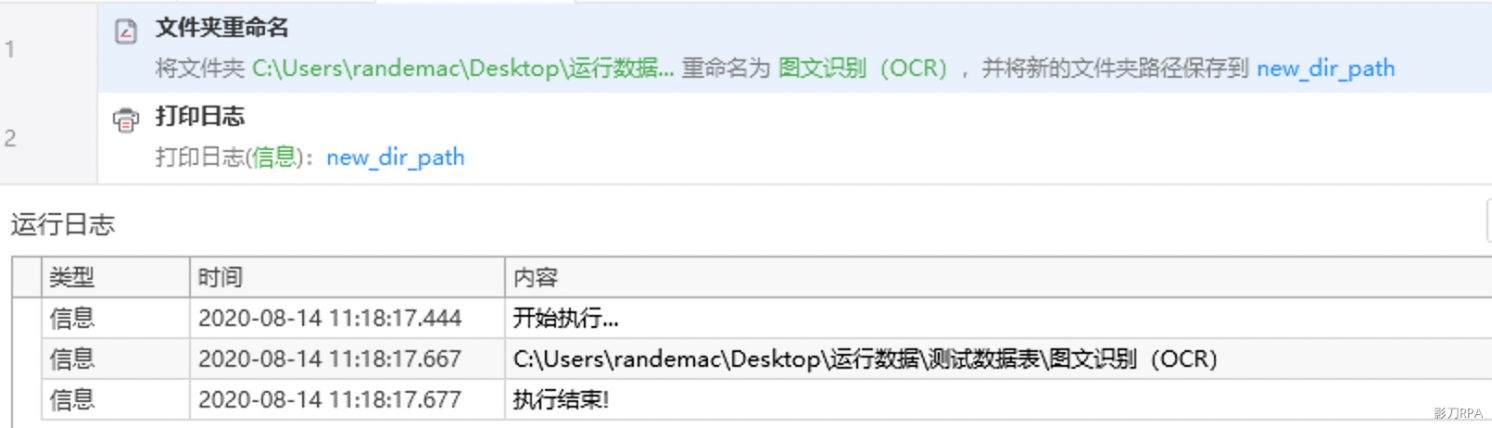 1
文件夹重命名
将文件夹 C:\Users\randemac\Desktop\运行数据... 重命名为 图文识别（OCR），并将新的文件夹路径保存到 new_dir_path
2
打印日志
打印日志(信息)： new_dir_path
运行日志
类型 时间 内容
信息 2020-08-14 11:18:17.444 开始执行...
信息 2020-08-14 11:18:17.667 C:\Users\randemac\Desktop\运行数据\测试数据表\图文识别（OCR）
信息 2020-08-14 11:18:17.677 执行结束!
影刀RPA